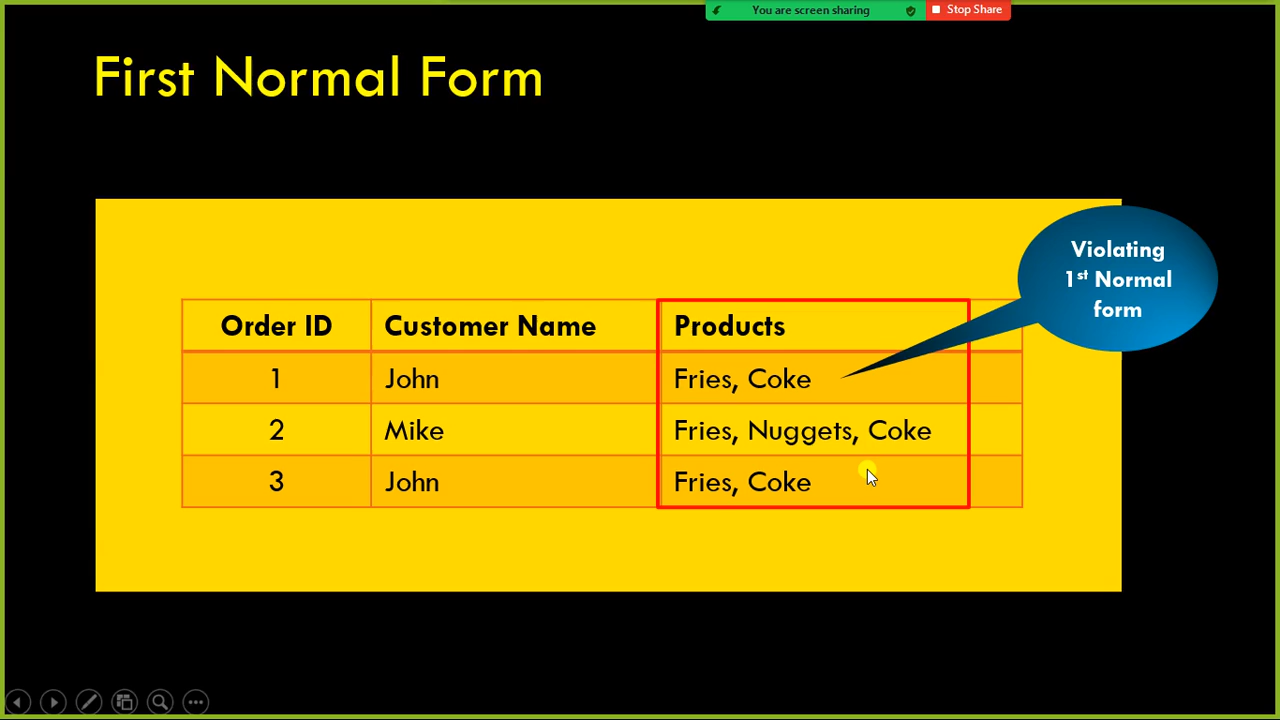 You are screen sharing Stop Share
First Normal Form
Violating
1st Normal
form
Order ID Customer Name Products
1 John Fries, Coke
2 Mike Fries, Nuggets, Coke
3 John Fries, Coke